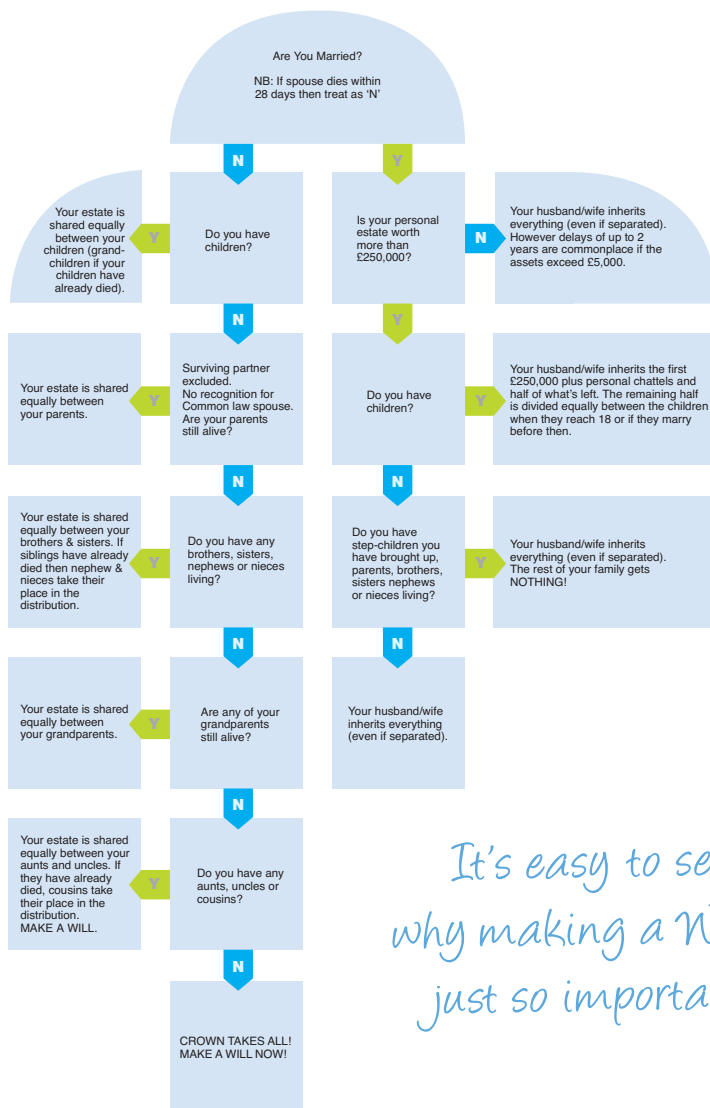 Are You Married?
NB: If spouse dies within
28 days then treat as ‘N’
N
Y
Your estate is
shared equally
between your
children (grand-
children if your
children have
already died).
Y
Do you have
children?
Is your personal
estate worth
more than
£250,000?
N
Your husband/wife inherits
everything (even if separated).
However delays of up to 2
years are commonplace if the
assets exceed £5,000.
N
Y
Your estate is shared
equally between
your parents.
Y
Surviving partner
excluded.
No recognition for
Common law spouse.
Are your parents
still alive?
Do you have
children?
Y
Your husband/wife inherits the first
£250,000 plus personal chattels and
half of what’s left. The remaining half
is divided equally between the children
when they reach 18 or if they marry
before then.
N
N
Your estate is shared
equally between your
brothers & sisters. If
siblings have already
died then nephew &
nieces take their
place in the
distribution.
Y
Do you have any
brothers, sisters,
nephews or nieces
living?
Do you have
step-children you
have brought up,
parents, brothers,
sisters nephews
or nieces living?
Y
Your husband/wife inherits
everything (even if separated).
The rest of your family gets
NOTHING!
N
N
Your estate is shared
equally between
your grandparents.
Y
Are any of your
grandparents
still alive?
Your husband/wife
inherits everything
(even if separated).
N
Your estate is shared
equally between your
aunts and uncles. If
they have already
died, cousins take
their place in the
distribution.
MAKE A WILL.
Y
Do you have any
aunts, uncles or
cousins?
N
CROWN TAKES ALL!
MAKE A WILL NOW!
It’s easy to se
why making a W
just so importa